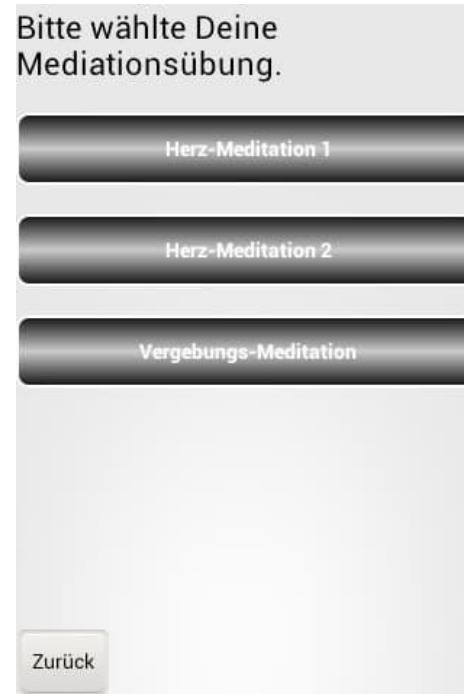 Bitte wählte Deine
Mediationsübung.
Herz-Meditation 1
Herz-Meditation 2
Vergebungs-Meditation
Zurück